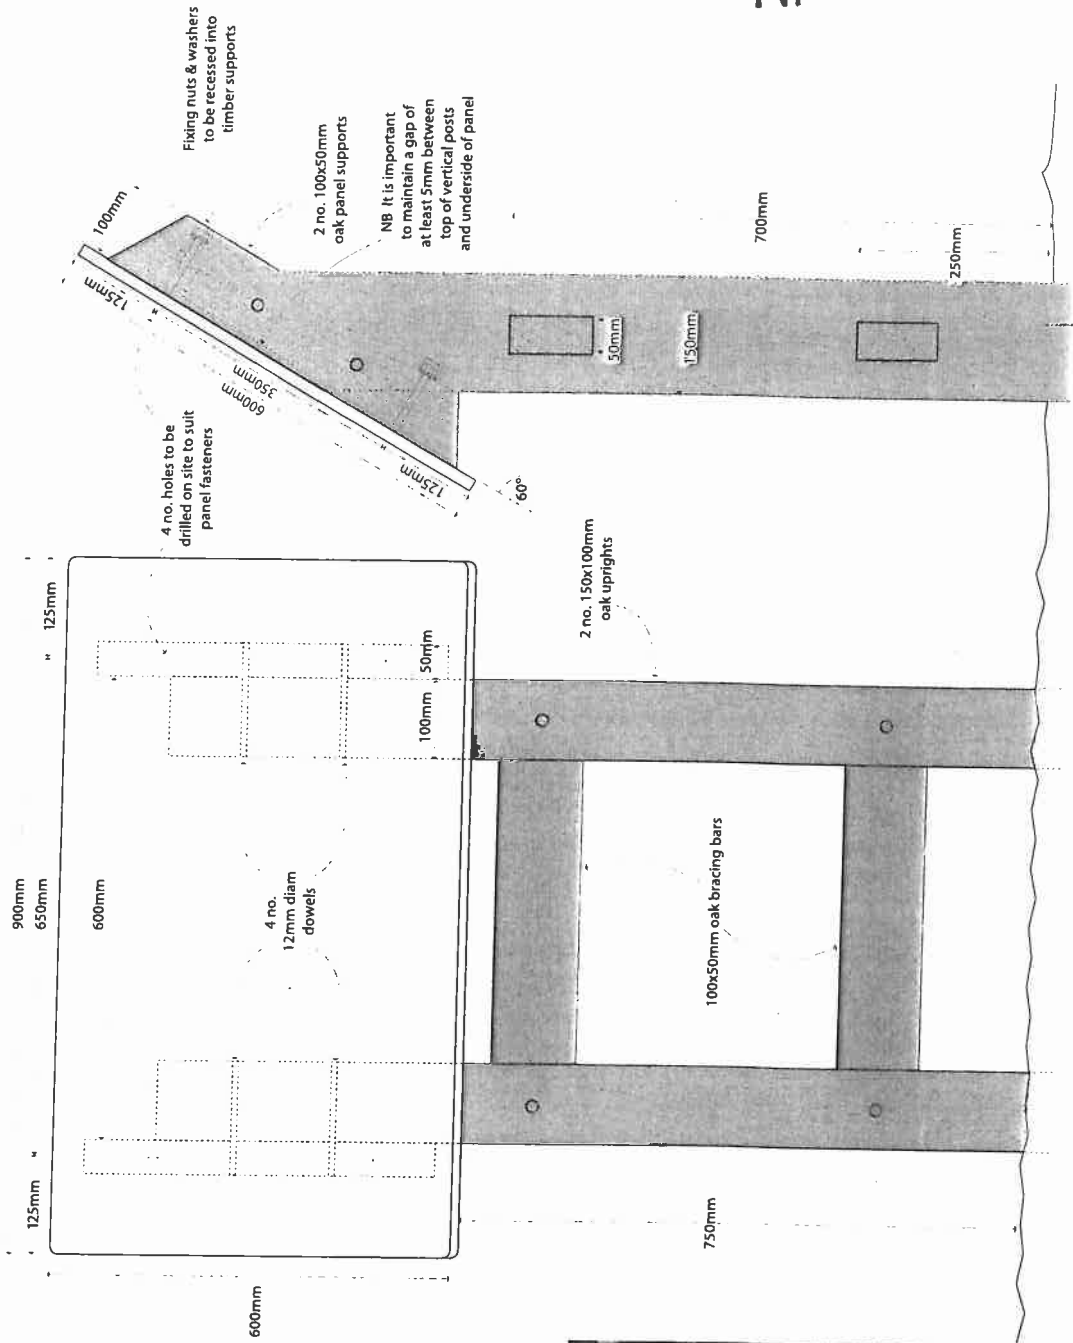 900mm
650mm
600mm
125mm
125mm
600mm
4 no.
12mm diam
dowels
4 no. holes to be
drilled on site to suit
panel fasteners
100mm
50mm
2 no. 150x100mm
oak uprights
100x50mm oak bracing bars
750mm
Fixing nuts & washers
to be recessed into
timber supports
100mm
2 no. 100x50mm
oak panel supports
NB It is important
to maintain a gap of
at least 5mm between
top of vertical posts
and underside of panel
125mm
350mm
600mm
125mm
60°
50mm
150mm
700mm
250mm